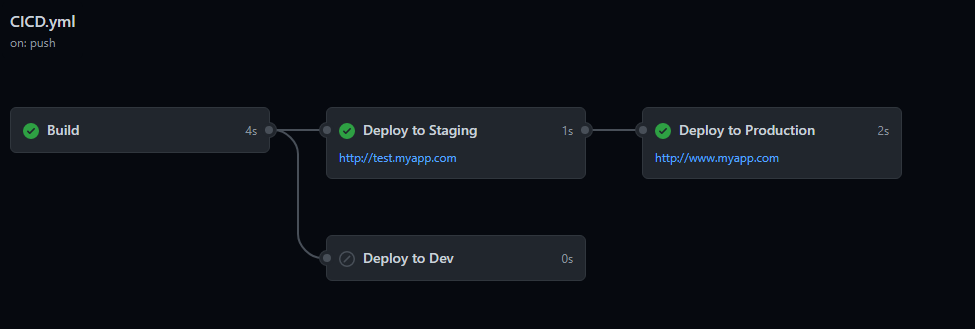 CICD.yml
on: push
Build 4s
Deploy to Staging 1s
http://test.myapp.com
Deploy to Production 2s
http://www.myapp.com
Deploy to Dev 0s